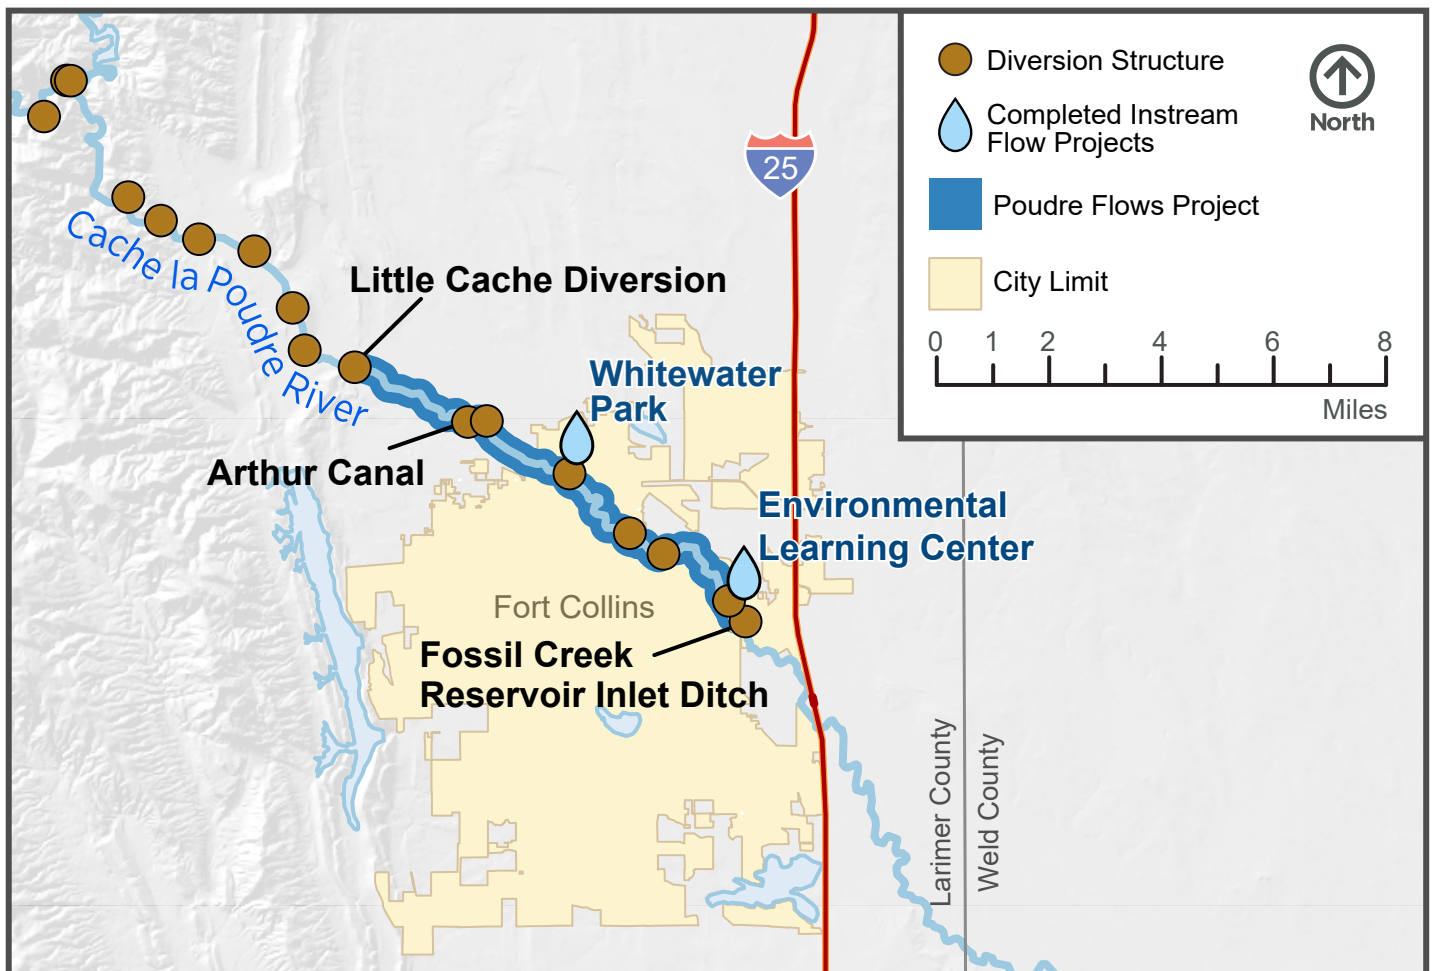 Diversion Structure
Completed Instream
Flow Projects
North
Poudre Flows Project
City Limit
0 1 2 4 6 8
Miles
25
Cache la Poudre River
Little Cache Diversion
Whitewater
Park
Arthur Canal
Environmental
Learning Center
Fort Collins
Fossil Creek
Reservoir Inlet Ditch
Larimer County
Weld County